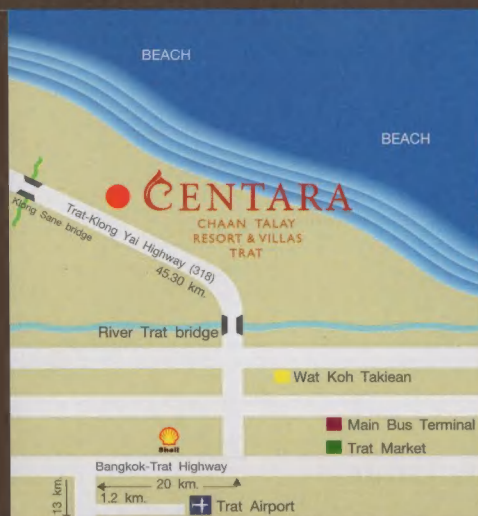 BEACH
BEACH
CENTARA
CHAAN TALAY
RESORT & VILLAS
TRAT
Klong Sane bridge
Trat-Klong Yai Highway (318)
45.30 km.
River Trat bridge
Wat Koh Takiean
Main Bus Terminal
Trat Market
Shell
Bangkok-Trat Highway
20 km.
1.2 km.
13 km.
Trat Airport